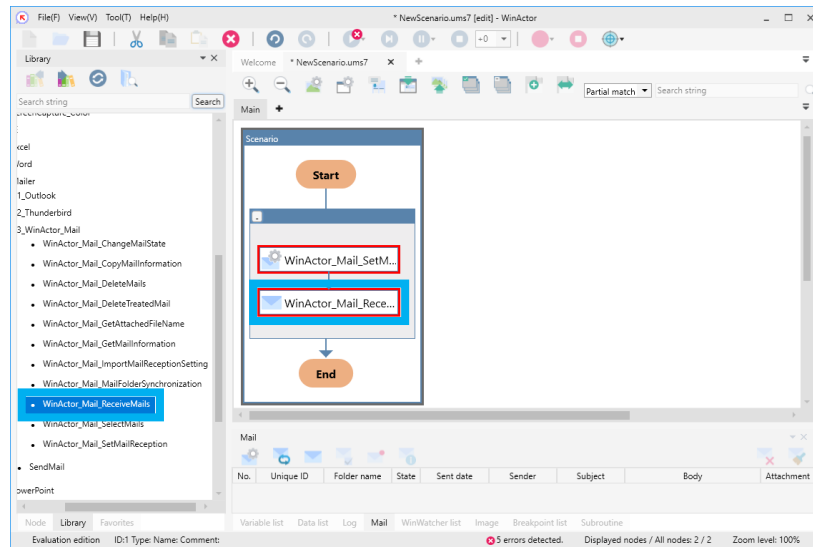 File(F) View(V) Tool(T) Help(H)
* NewScenario.ums7 [edit] - WinActor
+0
Library
Welcome * NewScenario.ums7
Search string Search
Partial match Search string
Main
xcel
Word
Mailer
1_Outlook
2_Thunderbird
3_WinActor_Mail
WinActor_Mail_ChangeMailState
WinActor_Mail_CopyMailInformation
WinActor_Mail_DeleteMails
WinActor_Mail_DeleteTreatedMail
WinActor_Mail_GetAttachedFileName
WinActor_Mail_GetMailInformation
WinActor_Mail_ImportMailReceptionSetting
WinActor_Mail_MailFolderSynchronization
WinActor_Mail_ReceiveMails
WinActor_Mail_SelectMails
WinActor_Mail_SetMailReception
SendMail
owerPoint
Node Library Favorites
Scenario
Start
WinActor_Mail_SetM...
WinActor_Mail_Rece...
End
Mail
No. Unique ID Folder name State Sent date Sender Subject Body Attachment
Variable list Data list Log Mail WinWatcher list Image Breakpoint list Subroutine
Evaluation edition ID:1 Type: Name: Comment: 5 errors detected. Displayed nodes / All nodes: 2 / 2 Zoom level: 100%